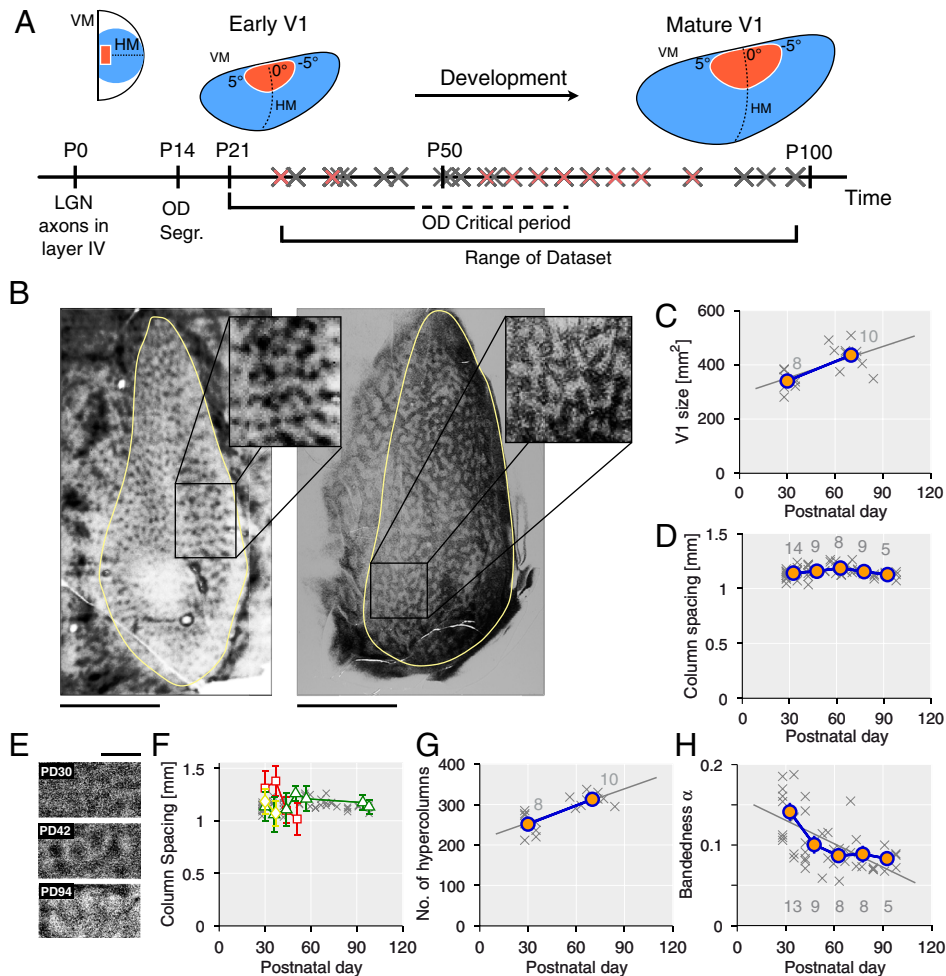 A
VM
HM
Early V1
VM
5°
0°
-5°
HM
Development
Mature V1
VM
5°
0°
-5°
HM
P0
P14
P21
P50
P100
Time
LGN
axons in
layer IV
OD
Segr.
OD Critical period
Range of Dataset
B
C
600
400
200
0
V1 size [mm²]
8
10
0
30
60
90
120
Postnatal day
D
1.5
1
0.5
0
Column spacing [mm]
14
9
8
9
5
0
30
60
90
120
Postnatal day
E
PD30
PD42
PD94
F
1.5
1
0.5
0
Column Spacing [mm]
0
30
60
90
120
Postnatal day
G
400
300
200
100
0
No. of hypercolumns
8
10
0
30
60
90
120
Postnatal day
H
0.2
0.1
0
Bandedness α
13
9
8
8
5
0
30
60
90
120
Postnatal day